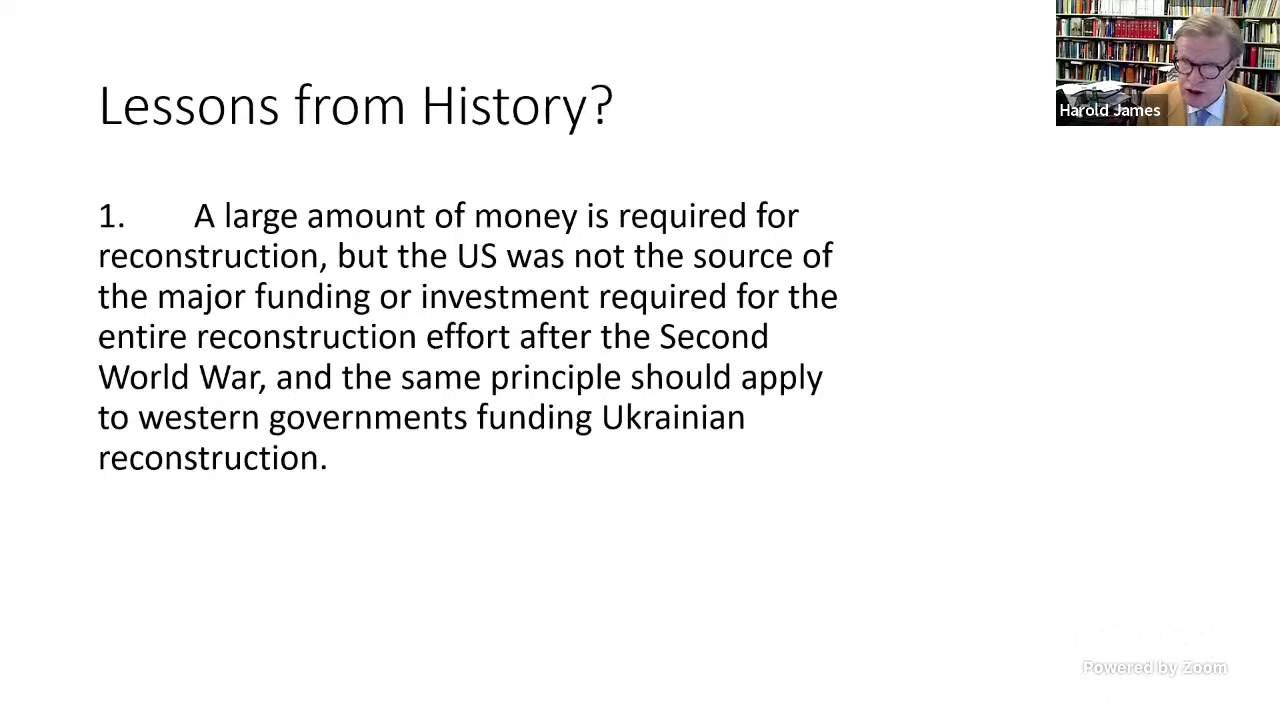 Lessons from History?
Harold James
1. A large amount of money is required for
reconstruction, but the US was not the source of
the major funding or investment required for the
entire reconstruction effort after the Second
World War, and the same principle should apply
to western governments funding Ukrainian
reconstruction.
Powered by Zoom